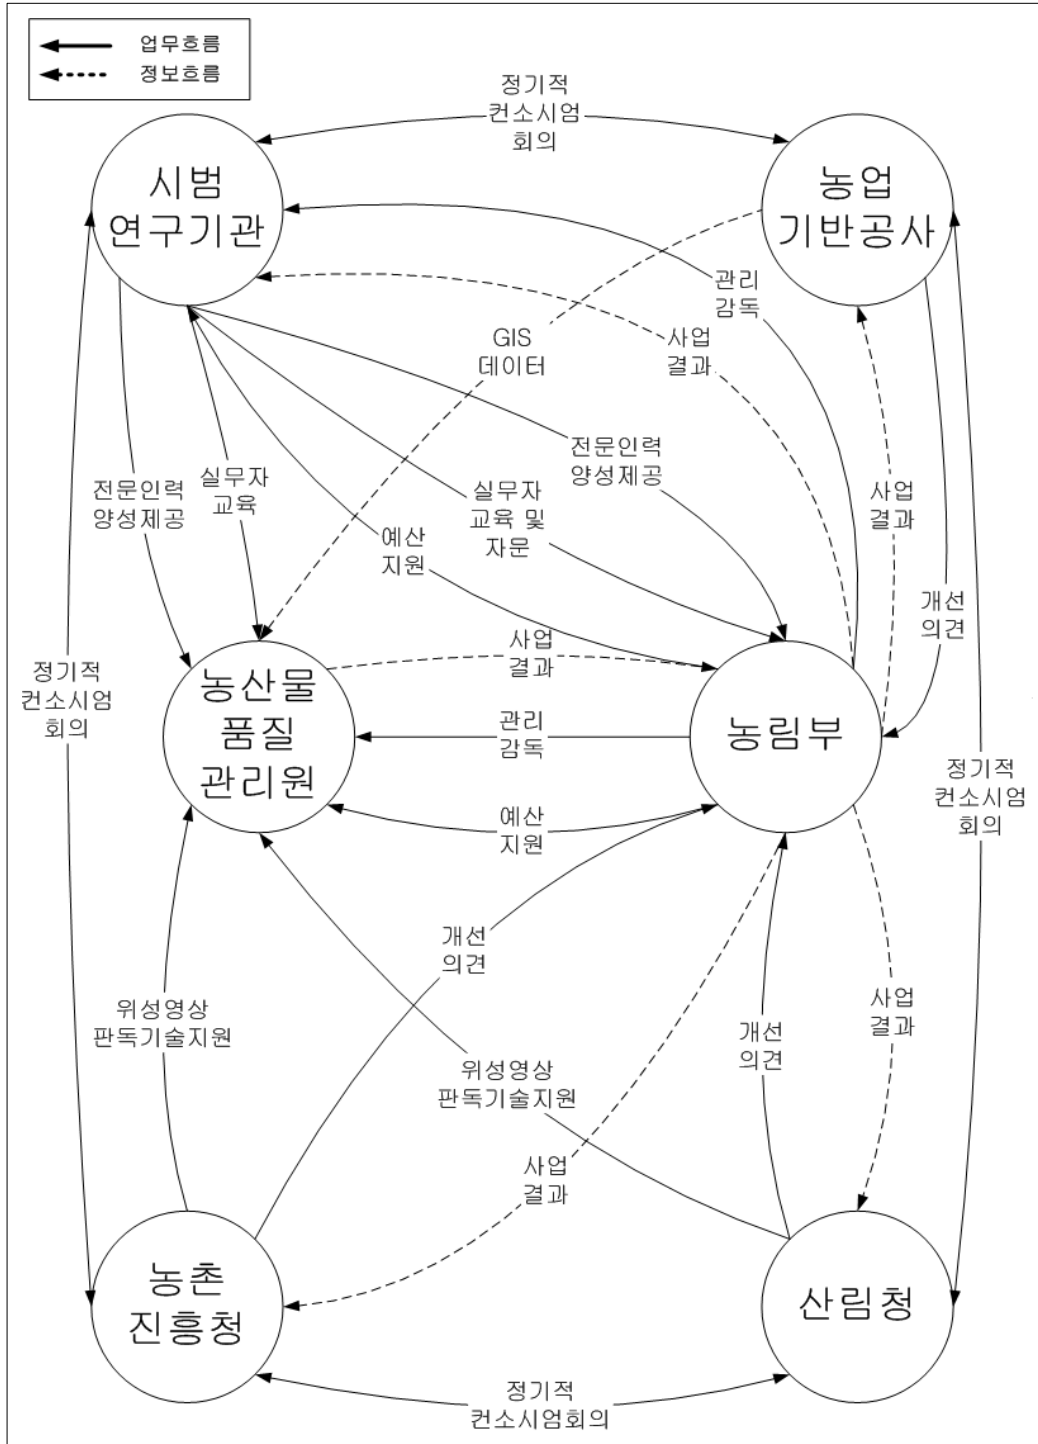 업무흐름
정보흐름
정기적
컨소시엄
회의
시범
연구기관
농업
기반공사
관리
감독
GIS
데이터
사업
결과
전문인력
양성제공
실무자
교육
예산
지원
실무자
교육 및
자문
전문인력
양성제공
사업
결과
개선
의견
정기적
컨소시엄
회의
농산물
품질
관리원
사업
결과
관리
감독
예산
지원
농림부
정기적
컨소시엄
회의
개선
의견
위성영상
판독기술지원
위성영상
판독기술지원
개선
의견
사업
결과
사업
결과
농촌
진흥청
산림청
정기적
컨소시엄회의